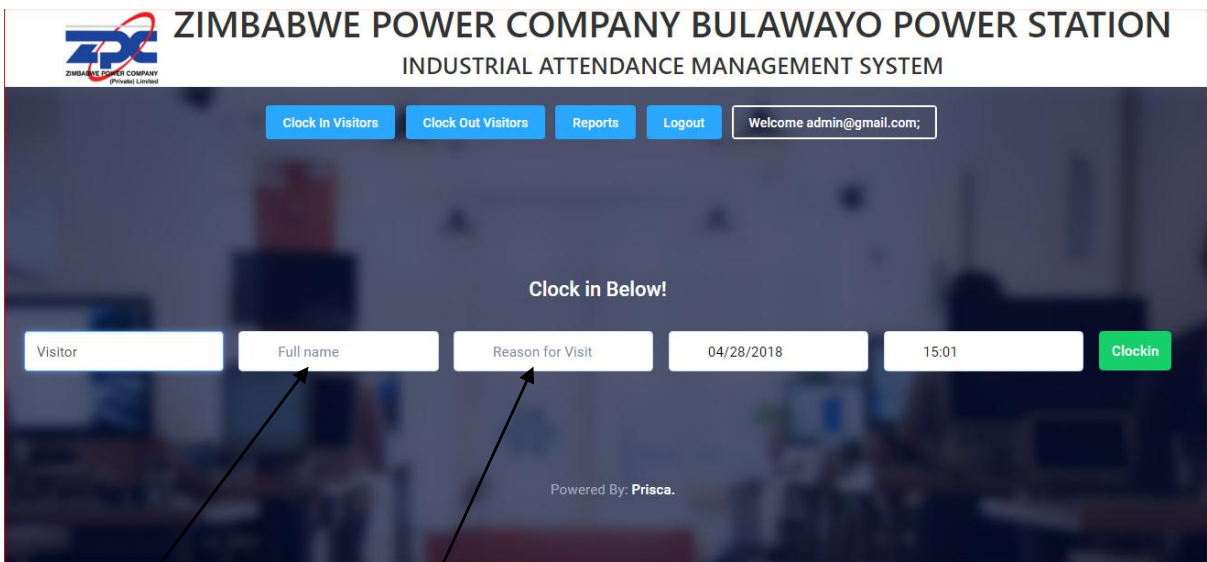 ZIMBABWE POWER COMPANY BULAWAYO POWER STATION
INDUSTRIAL ATTENDANCE MANAGEMENT SYSTEM
ZPC
ZIMBABWE POWER COMPANY
(Private) Limited
Clock In Visitors
Clock Out Visitors
Reports
Logout
Welcome admin@gmail.com;
Clock in Below!
Visitor
Full name
Reason for Visit
04/28/2018
15:01
Clockin
Powered By: Prisca.